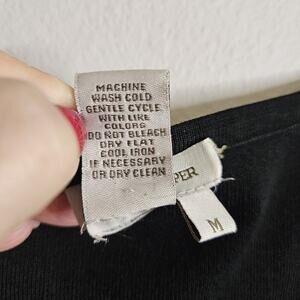 MACHINE
WASH COLD
GENTLE CYCLE
WITH LIKE
COLORS
DO NOT BLEACH
DRY FLAT
COOL IRON
IF NECESSARY
OR DRY CLEAN
PER
M